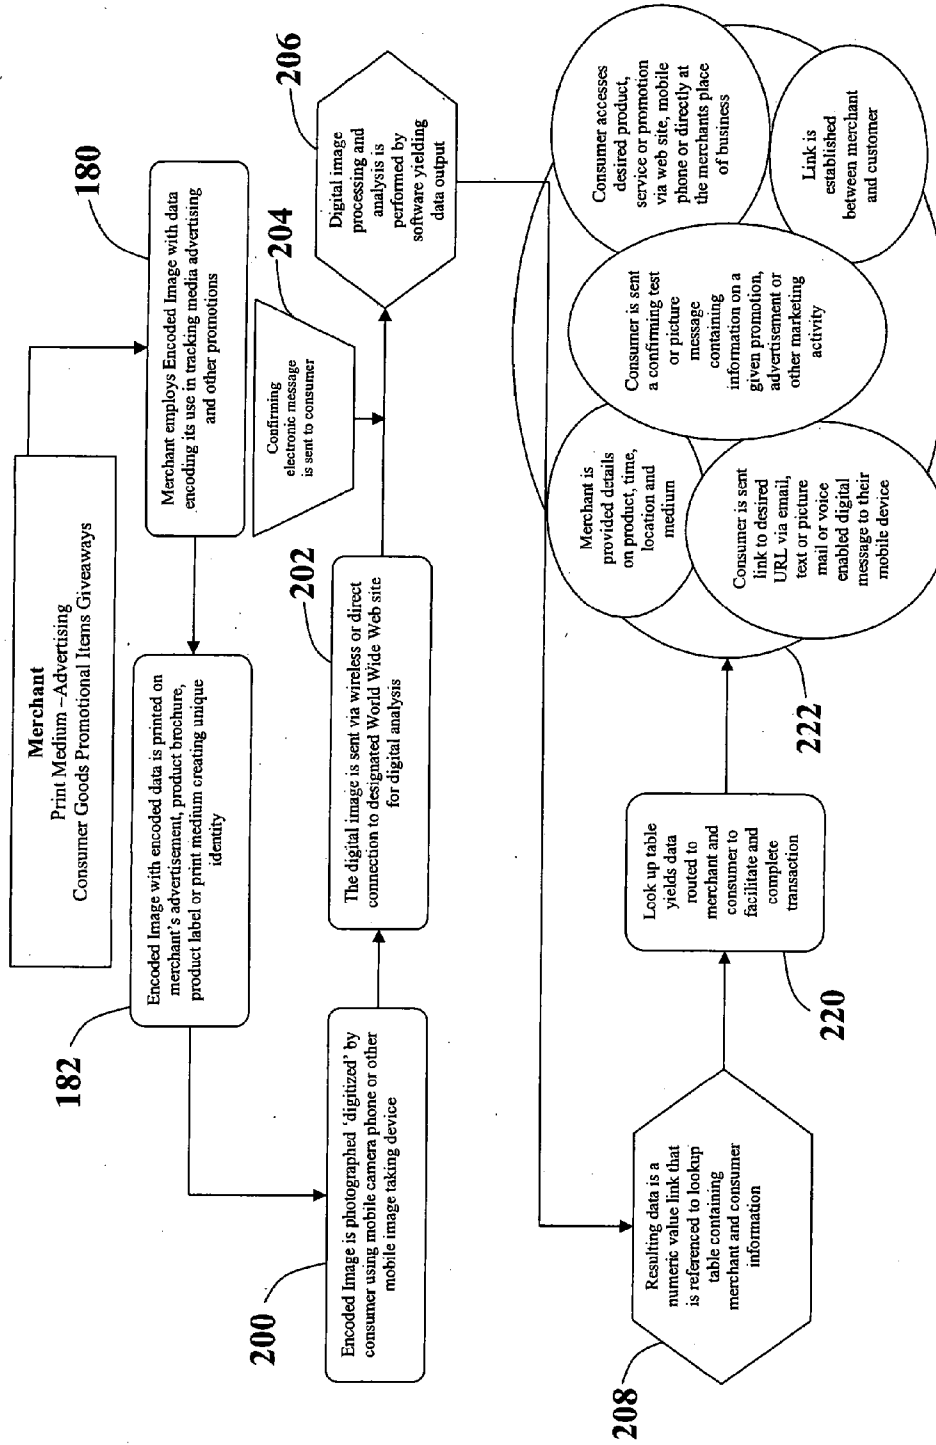 Merchant
Print Medium –Advertising
Consumer Goods Promotional Items Giveaways
180
Merchant employs Encoded Image with data
encoding its use in tracking media advertising
and other promotions
182
Encoded Image with encoded data is printed on
merchant's advertisement, product brochure,
product label or print medium creating unique
identity
200
Encoded Image is photographed 'digitized' by
consumer using mobile camera phone or other
mobile image taking device
202
The digital image is sent via wireless or direct
connection to designated World Wide Web site
for digital analysis
204
Confirming
electronic message
is sent to consumer
206
Digital image
processing and
analysis is
performed by
software yielding
data output
208
Resulting data is a
numeric value link that
is referenced to lookup
table containing
merchant and consumer
information
220
Look up table
yields data
routed to
merchant and
consumer to
facilitate and
complete
transaction
222
Merchant is
provided details
on product, time,
location and
medium
Consumer is sent
link to desired
URL via email,
text or picture
mail or voice
enabled digital
message to their
mobile device
Consumer is sent
a confirming test
or picture
message
containing
information on a
given promotion,
advertisement or
other marketing
activity
Consumer accesses
desired product,
service or promotion
via web site, mobile
phone or directly at
the merchants place
of business
Link is
established
between merchant
and customer